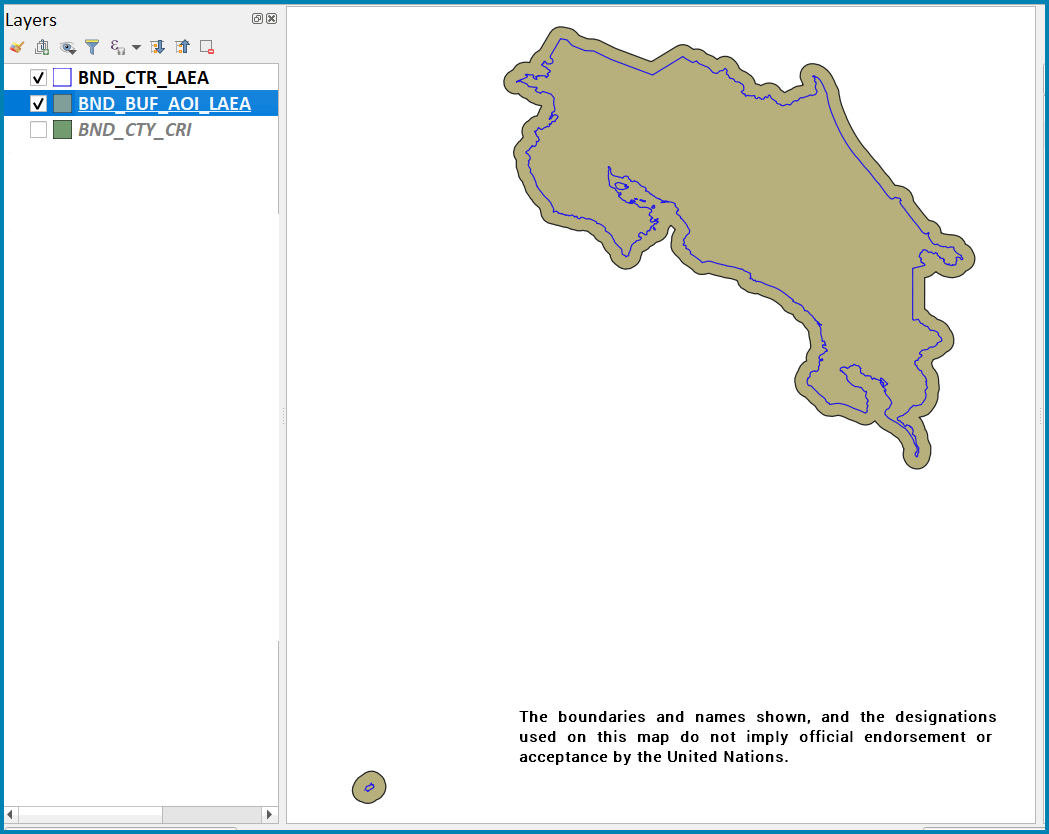 Layers
BND_CTR_LAEA
BND_BUF_AOI_LAEA
BND_CTY_CRI
The boundaries and names shown, and the designations
used on this map do not imply official endorsement or
acceptance by the United Nations.